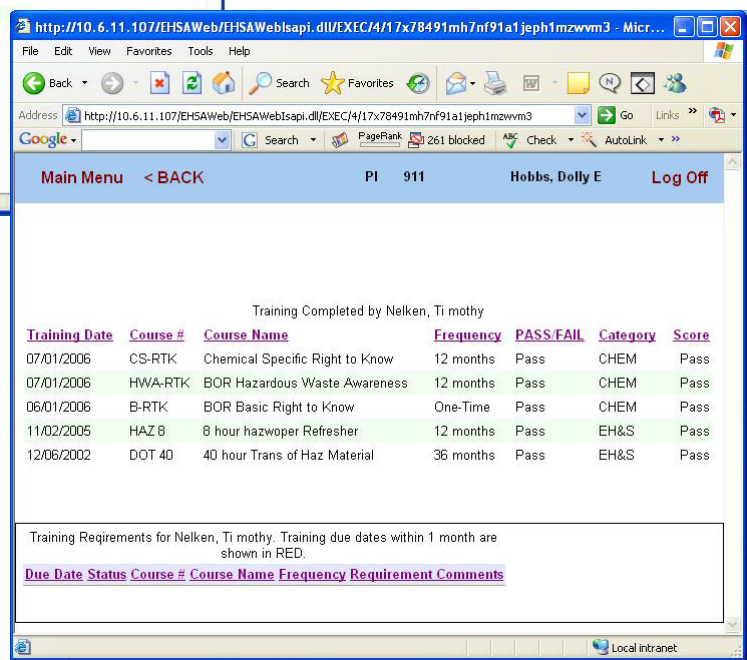 http://10.6.11.107/EHSAWeb/EHSAWebIsapi.dll/EXEC/4/17x78491mh7nf91a1jeph1mzwvm3 - Micr...
File Edit View Favorites Tools Help
Back Search Favorites
Address http://10.6.11.107/EHSAWeb/EHSAWebIsapi.dll/EXEC/4/17x78491mh7nf91a1jeph1mzwvm3 Go Links »
Google - Search PageRank 261 blocked ABC Check AutoLink »
Main Menu < BACK PI 911 Hobbs, Dolly E Log Off
Training Completed by Nelken, Ti mothy
Training Date Course # Course Name Frequency PASS/FAIL Category Score
07/01/2006 CS-RTK Chemical Specific Right to Know 12 months Pass CHEM Pass
07/01/2006 HWA-RTK BOR Hazardous Waste Awareness 12 months Pass CHEM Pass
06/01/2006 B-RTK BOR Basic Right to Know One-Time Pass CHEM Pass
11/02/2005 HAZ 8 8 hour hazwoper Refresher 12 months Pass EH&S Pass
12/06/2002 DOT 40 40 hour Trans of Haz Material 36 months Pass EH&S Pass
Training Reqirements for Nelken, Ti mothy. Training due dates within 1 month are
shown in RED.
Due Date Status Course # Course Name Frequency Requirement Comments
Local intranet